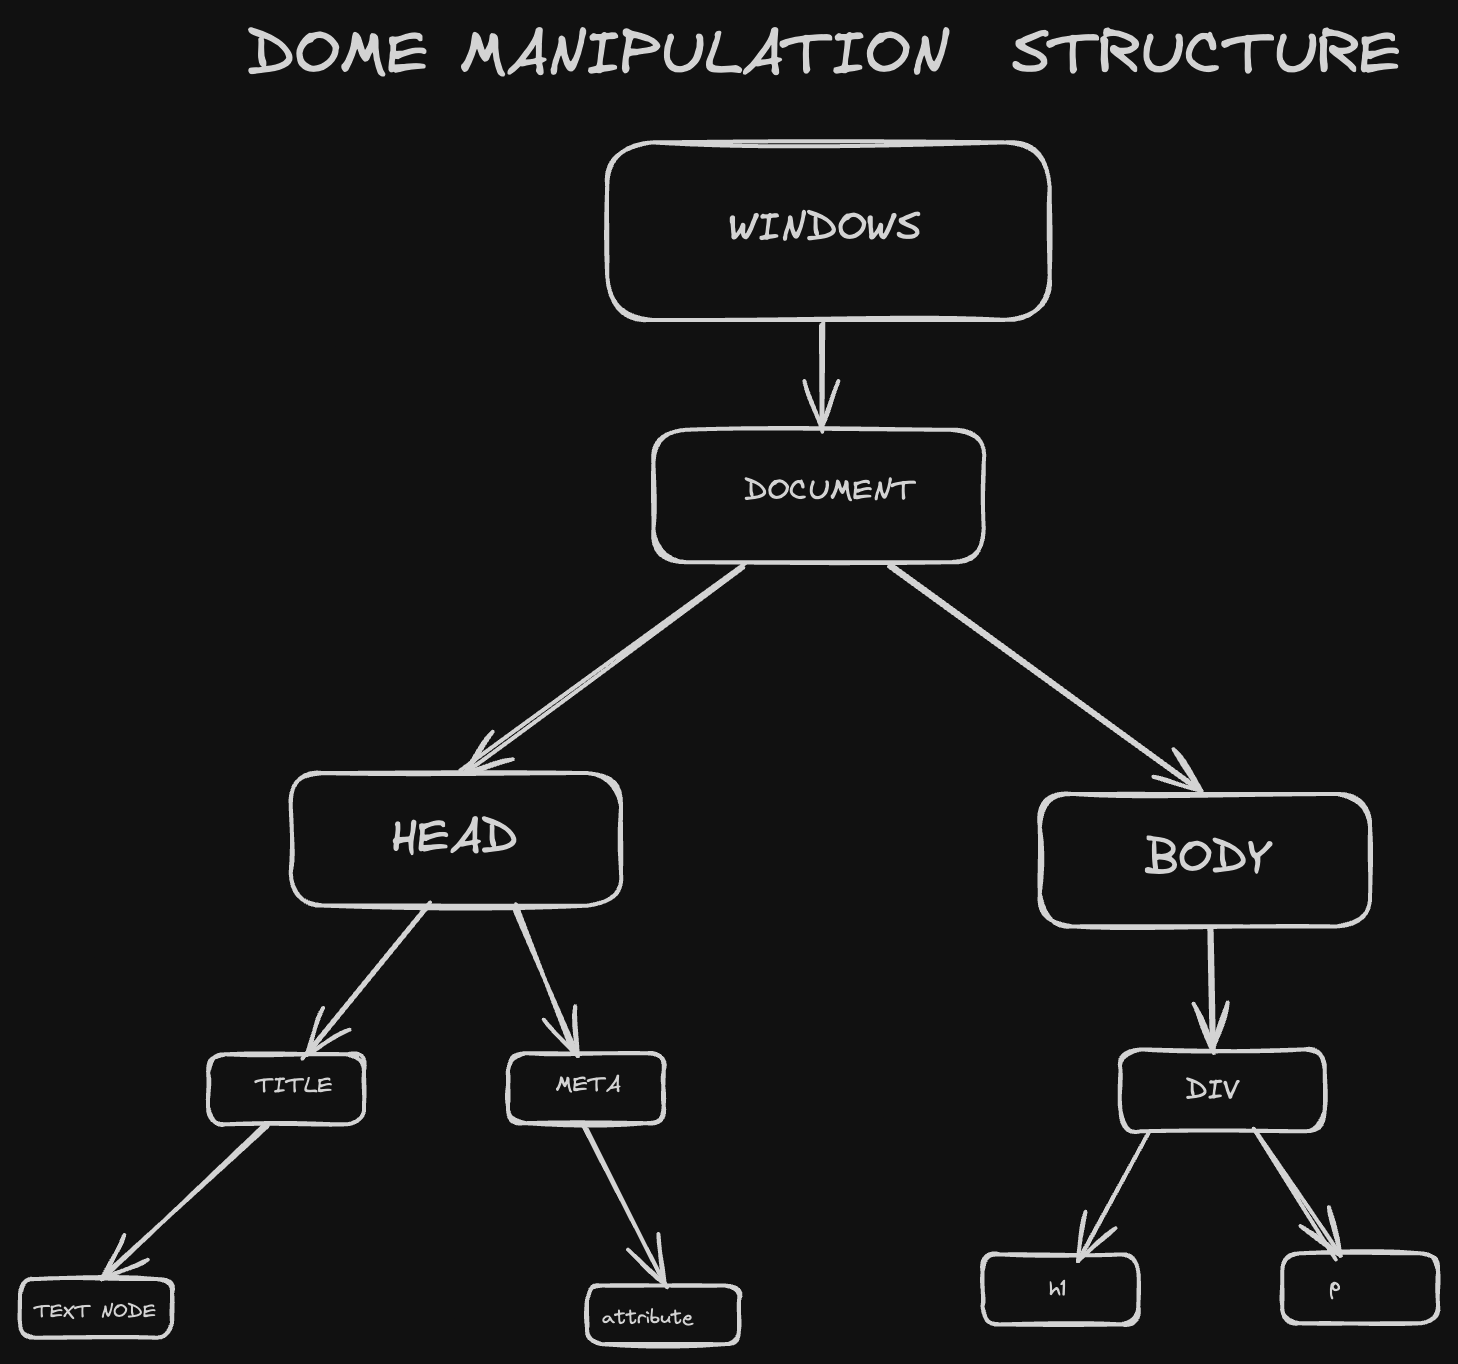 DOME MANIPULATION STRUCTURE
WINDOWS
DOCUMENT
HEAD
BODY
TITLE
META
DIV
TEXT NODE
attribute
h1
p